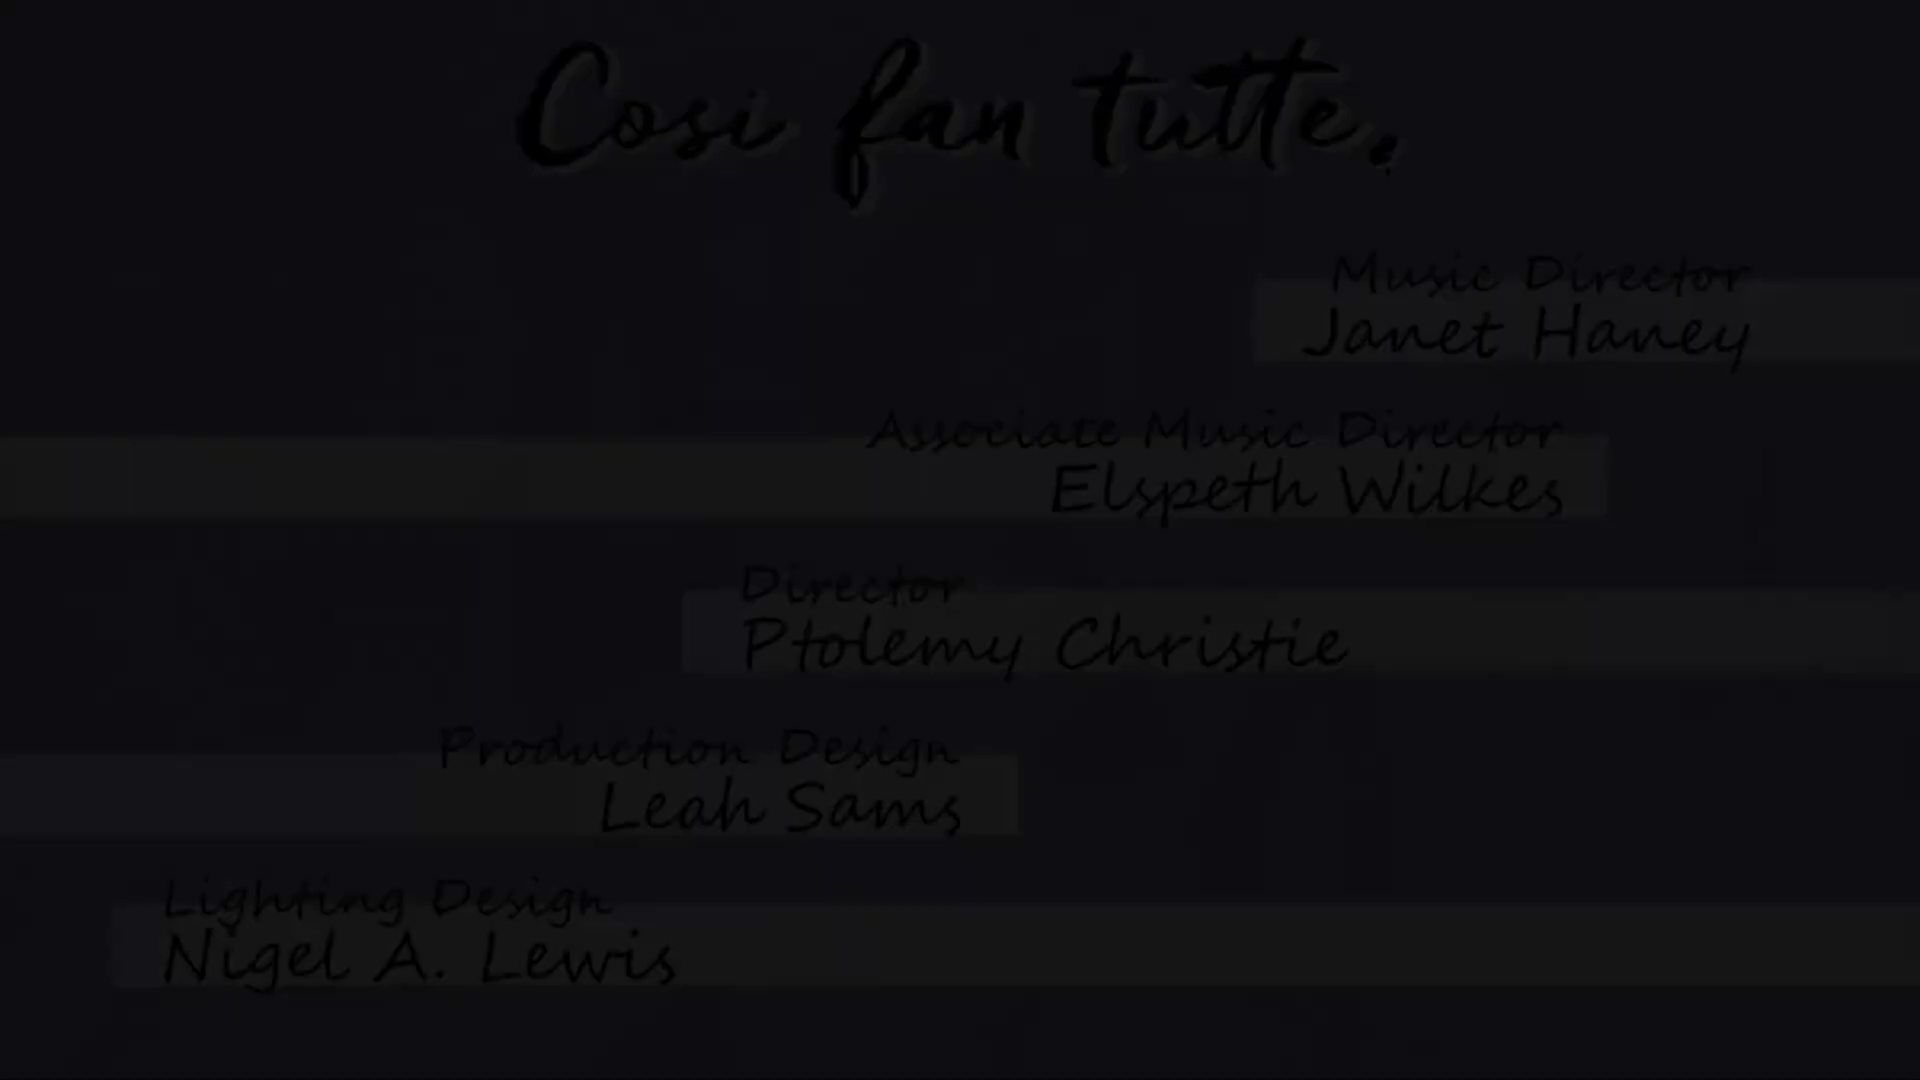 Cosi fan tutte.
Music Director
Janet Haney
Associate Music Director
Elspeth Wilkes
Director
Ptolemy Christie
Production Design
Leah Sams
Lighting Design
Nigel A. Lewis